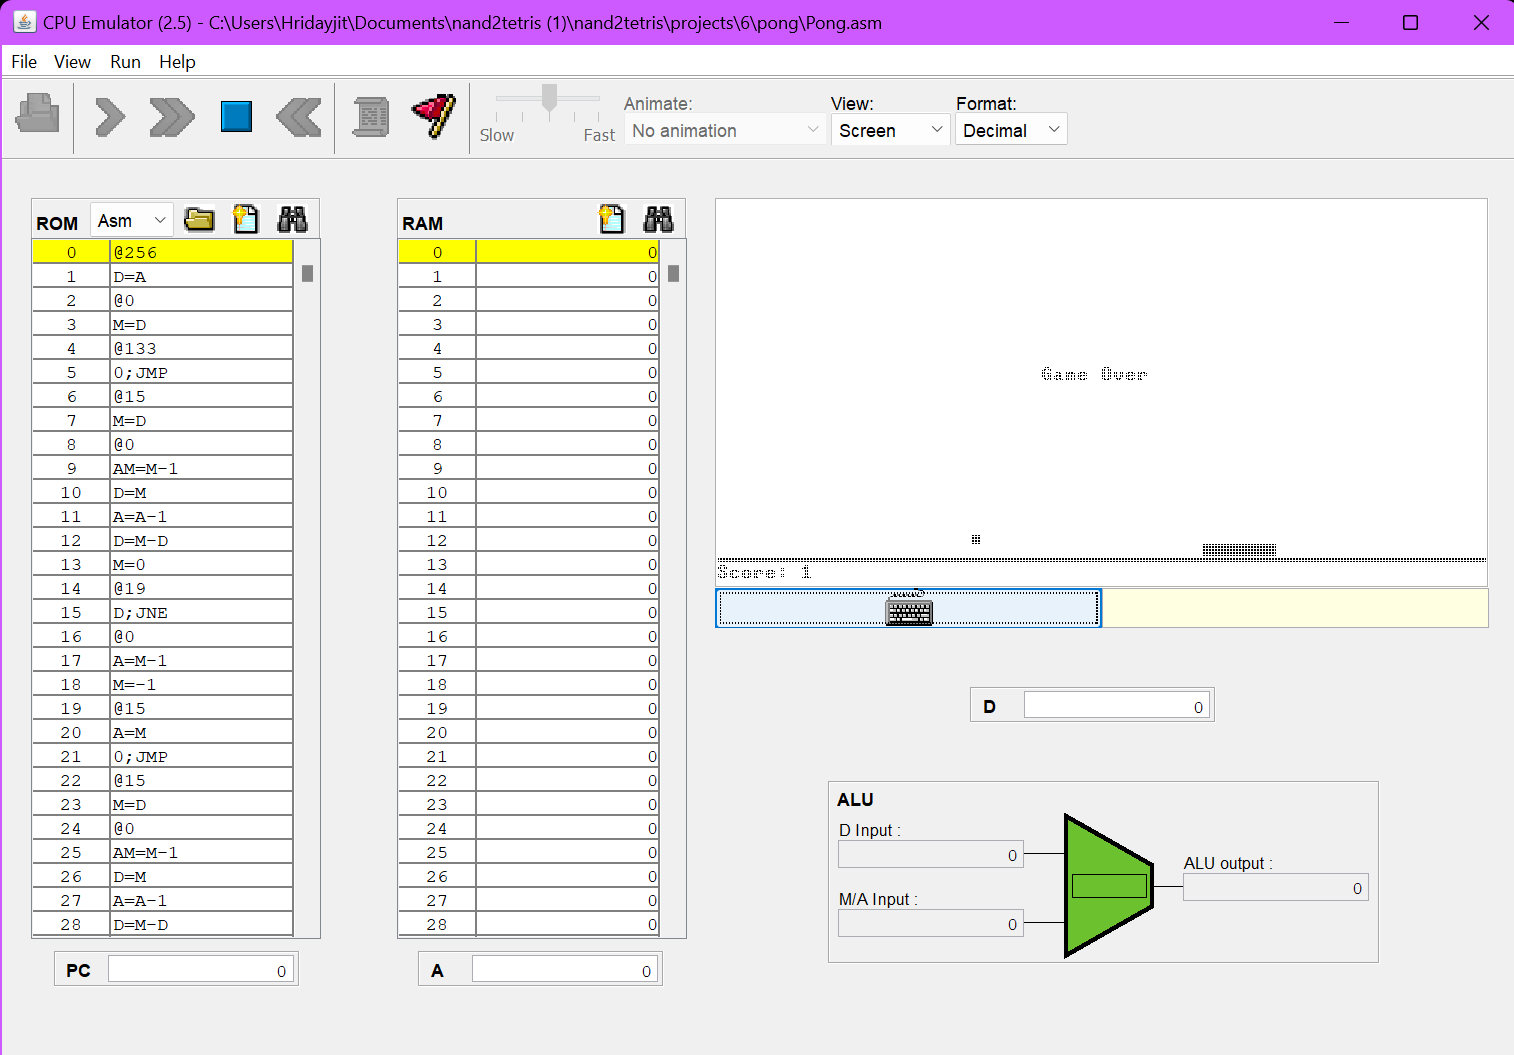 CPU Emulator (2.5) - C:\Users\Hridayjit\Documents\nand2tetris (1)\nand2tetris\projects\6\pong\Pong.asm
File View Run Help
Slow Fast
Animate: View: Format:
No animation Screen Decimal
ROM Asm
0 @256
1 D=A
2 @0
3 M=D
4 @133
5 0;JMP
6 @15
7 M=D
8 @0
9 AM=M-1
10 D=M
11 A=A-1
12 D=M-D
13 M=0
14 @19
15 D;JNE
16 @0
17 A=M-1
18 M=-1
19 @15
20 A=M
21 0;JMP
22 @15
23 M=D
24 @0
25 AM=M-1
26 D=M
27 A=A-1
28 D=M-D
PC 0
RAM
0 0
1 0
2 0
3 0
4 0
5 0
6 0
7 0
8 0
9 0
10 0
11 0
12 0
13 0
14 0
15 0
16 0
17 0
18 0
19 0
20 0
21 0
22 0
23 0
24 0
25 0
26 0
27 0
28 0
A 0
Game Over
Score: 1
D 0
ALU
D Input :
0
M/A Input :
0
ALU output :
0